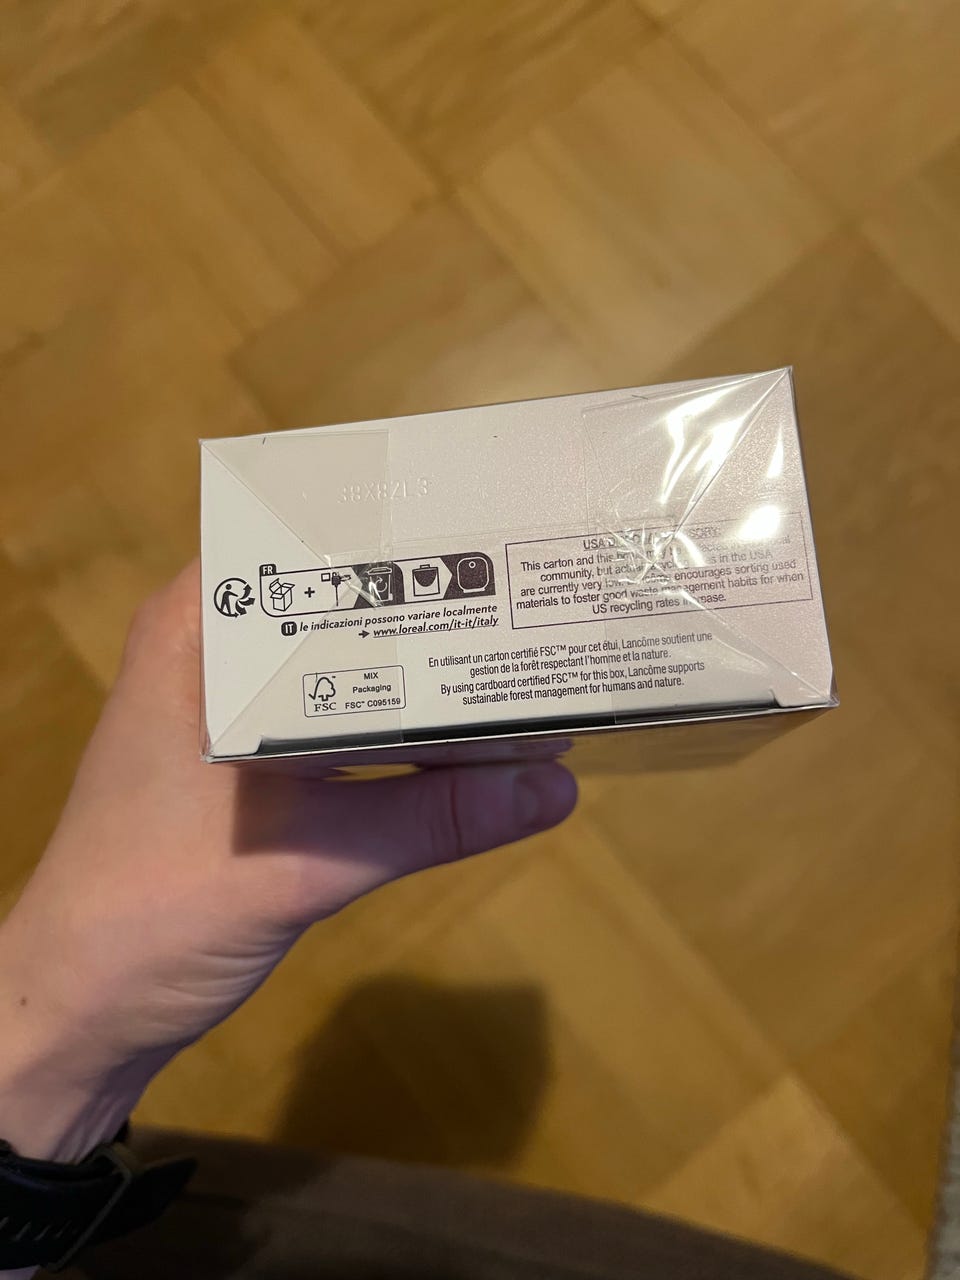 FR
+
IT le indicazioni possono variare localmente
➔ www.loreal.com/it-it/italy
USA
This carton and this
community, but in the USA
are currently very encourages sorting used
materials to foster good waste management habits for when
US recycling rates increase.
En utilisant un carton certifié FSC™ pour cet étui, Lancôme soutient une
gestion de la forêt respectant l'homme et la nature.
By using cardboard certified FSC™ for this box, Lancôme supports
sustainable forest management for humans and nature.
FSC
MIX
Packaging
FSC® C095159